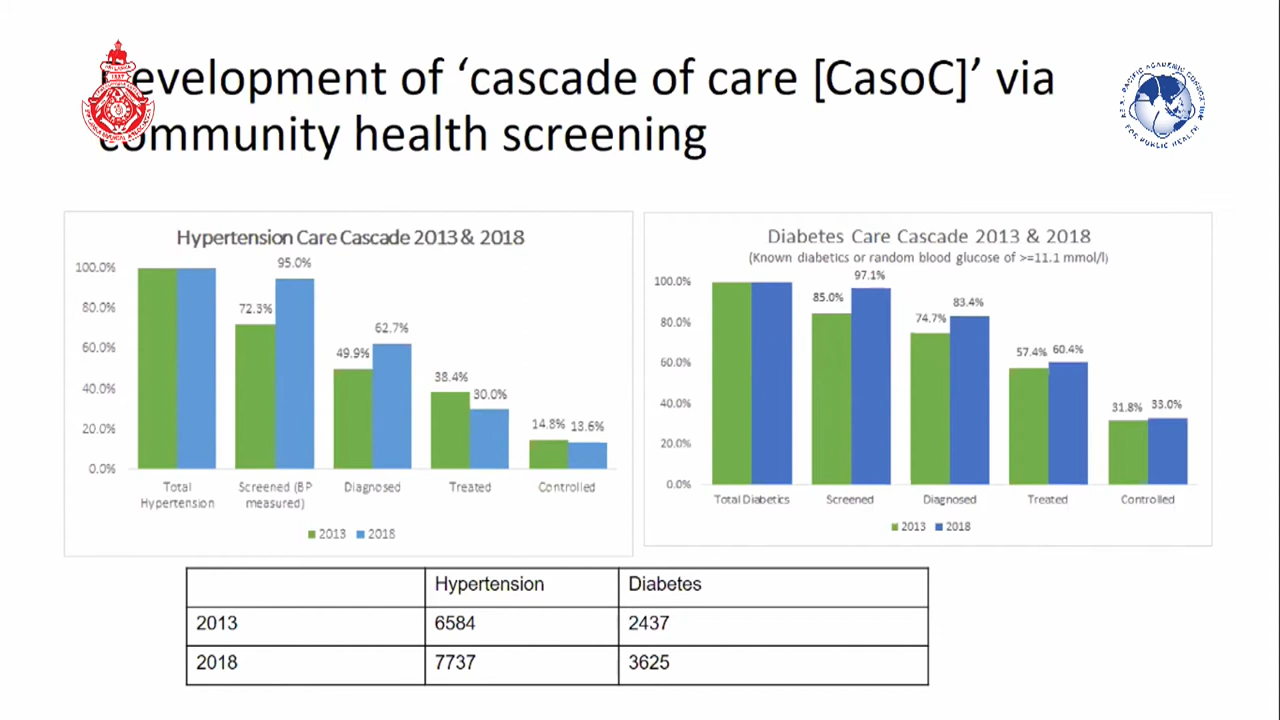 Development of ‘cascade of care [CasoC]’ via
community health screening
Hypertension Care Cascade 2013 & 2018
100.0%
80.0%
60.0%
40.0%
20.0%
0.0%
72.3%
95.0%
49.9%
62.7%
38.4%
30.0%
14.8%
13.6%
Total
Hypertension
Screened (BP
measured)
Diagnosed
Treated
Controlled
2013
2018
Diabetes Care Cascade 2013 & 2018
(Known diabetics or random blood glucose of >=11.1 mmol/l)
100.0%
80.0%
60.0%
40.0%
20.0%
0.0%
85.0%
97.1%
74.7%
83.4%
57.4%
60.4%
31.8%
33.0%
Total Diabetics
Screened
Diagnosed
Treated
Controlled
2013
2018
Hypertension Diabetes
2013 6584 2437
2018 7737 3625
FOR PUBLIC HEALTH